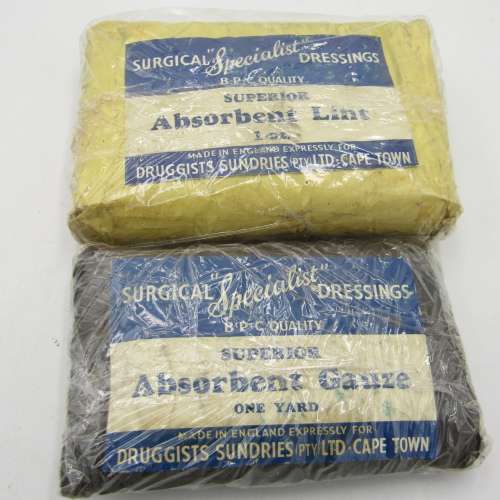 SURGICAL "Specialist" DRESSINGS
B·P·C QUALITY
SUPERIOR
Absorbent Lint
1 oz.
MADE IN ENGLAND EXPRESSLY FOR
DRUGGISTS SUNDRIES (PTY) LTD·CAPE TOWN
SURGICAL "Specialist" DRESSINGS
B·P·C QUALITY
SUPERIOR
Absorbent Gauze
ONE YARD
MADE IN ENGLAND EXPRESSLY FOR
DRUGGISTS SUNDRIES (PTY) LTD·CAPE TOWN